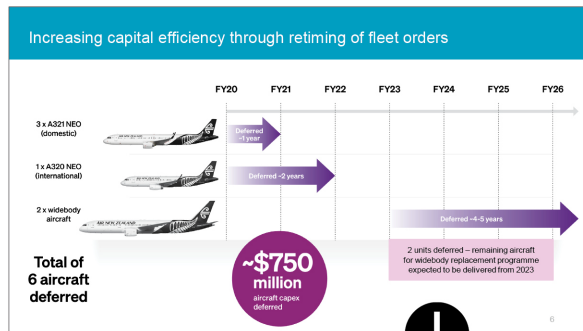 Increasing capital efficiency through retiming of fleet orders
FY20 FY21 FY22 FY23 FY24 FY25 FY26
3 x A321 NEO
(domestic)
Deferred
~1 year
1 x A320 NEO
(international)
Deferred ~2 years
2 x widebody
aircraft
AIR NEW ZEALAND
Deferred ~4-5 years
Total of
6 aircraft
deferred
~$750
million
aircraft capex
deferred
2 units deferred – remaining aircraft
for widebody replacement programme
expected to be delivered from 2023
6